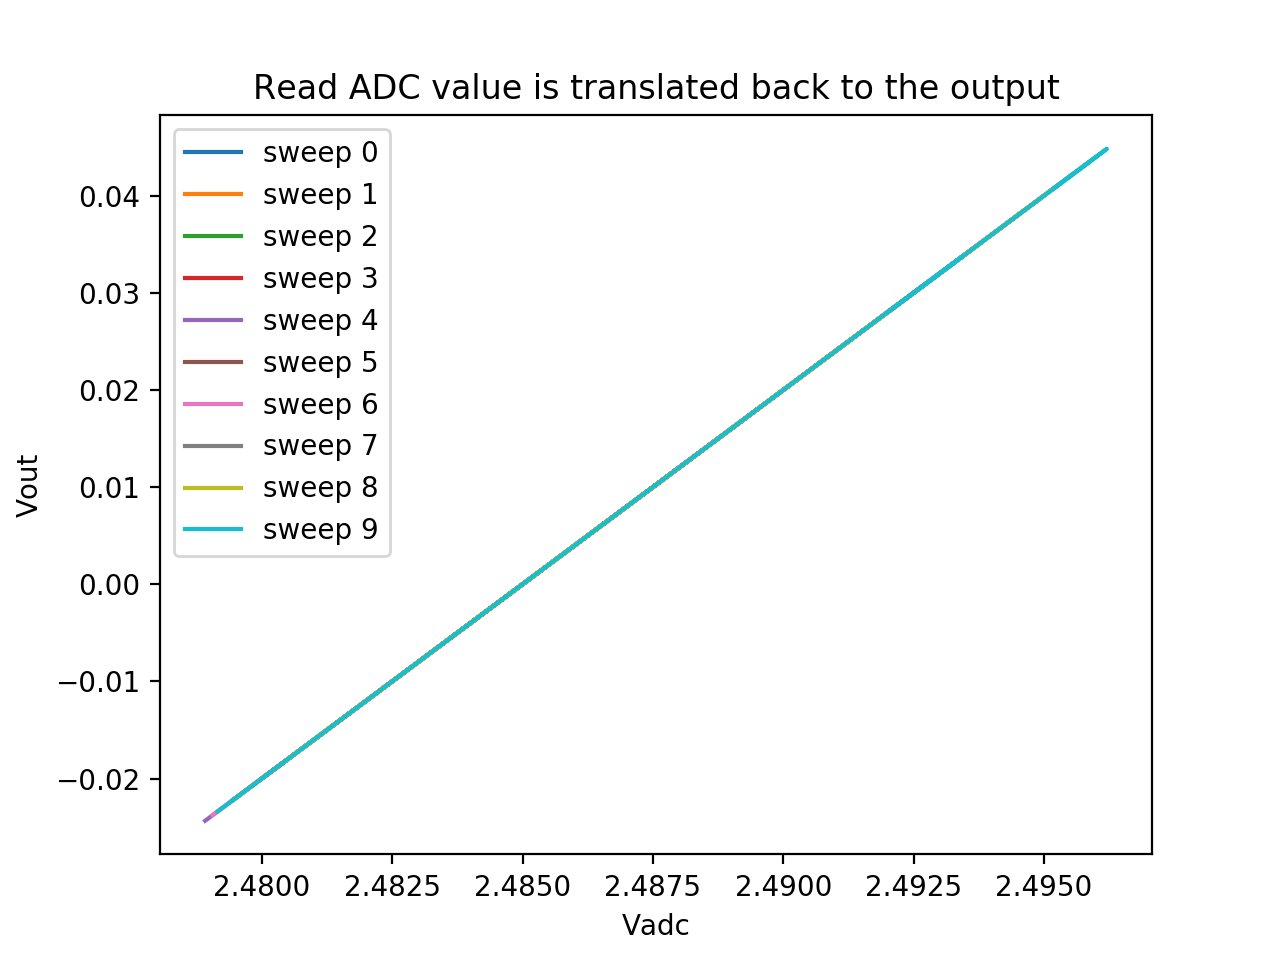 Read ADC value is translated back to the output
sweep 0
sweep 1
sweep 2
sweep 3
sweep 4
sweep 5
sweep 6
sweep 7
sweep 8
sweep 9
0.04
0.03
0.02
0.01
0.00
−0.01
−0.02
Vout
2.4800 2.4825 2.4850 2.4875 2.4900 2.4925 2.4950
Vadc